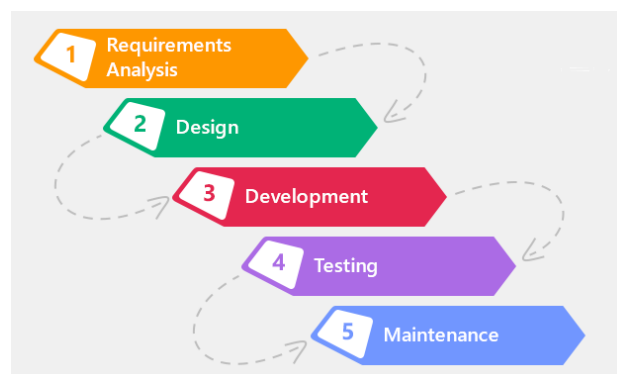 1
Requirements
Analysis
2
Design
3
Development
4
Testing
5
Maintenance